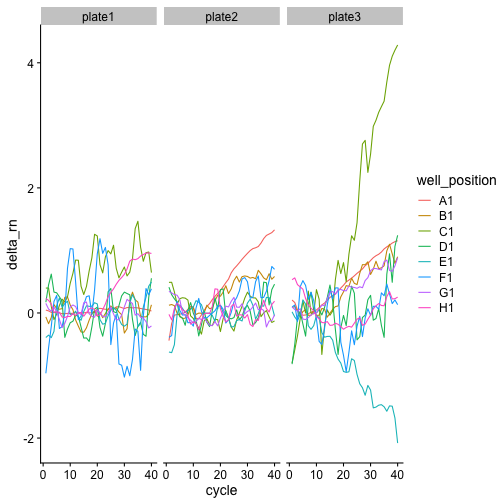 plate1 plate2 plate3
4
2
0
-2
delta_rn
0 10 20 30 40 0 10 20 30 40 0 10 20 30 40
cycle
well_position
A1
B1
C1
D1
E1
F1
G1
H1